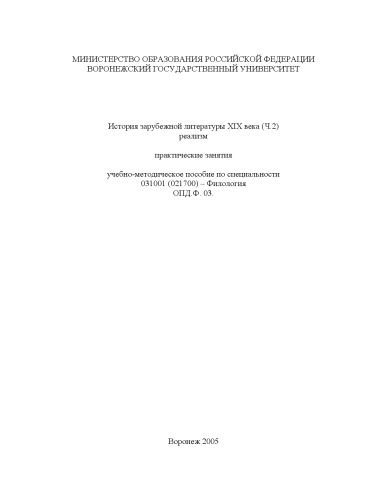 МИНИСТЕРСТВО ОБРАЗОВАНИЯ РОССИЙСКОЙ ФЕДЕРАЦИИ
ВОРОНЕЖСКИЙ ГОСУДАРСТВЕННЫЙ УНИВЕРСИТЕТ
История зарубежной литературы XIX века (Ч.2)
реализм
практические занятия
учебно-методическое пособие по специальности
031001 (021700) – Филология
ОПД.Ф. 03.
Воронеж 2005